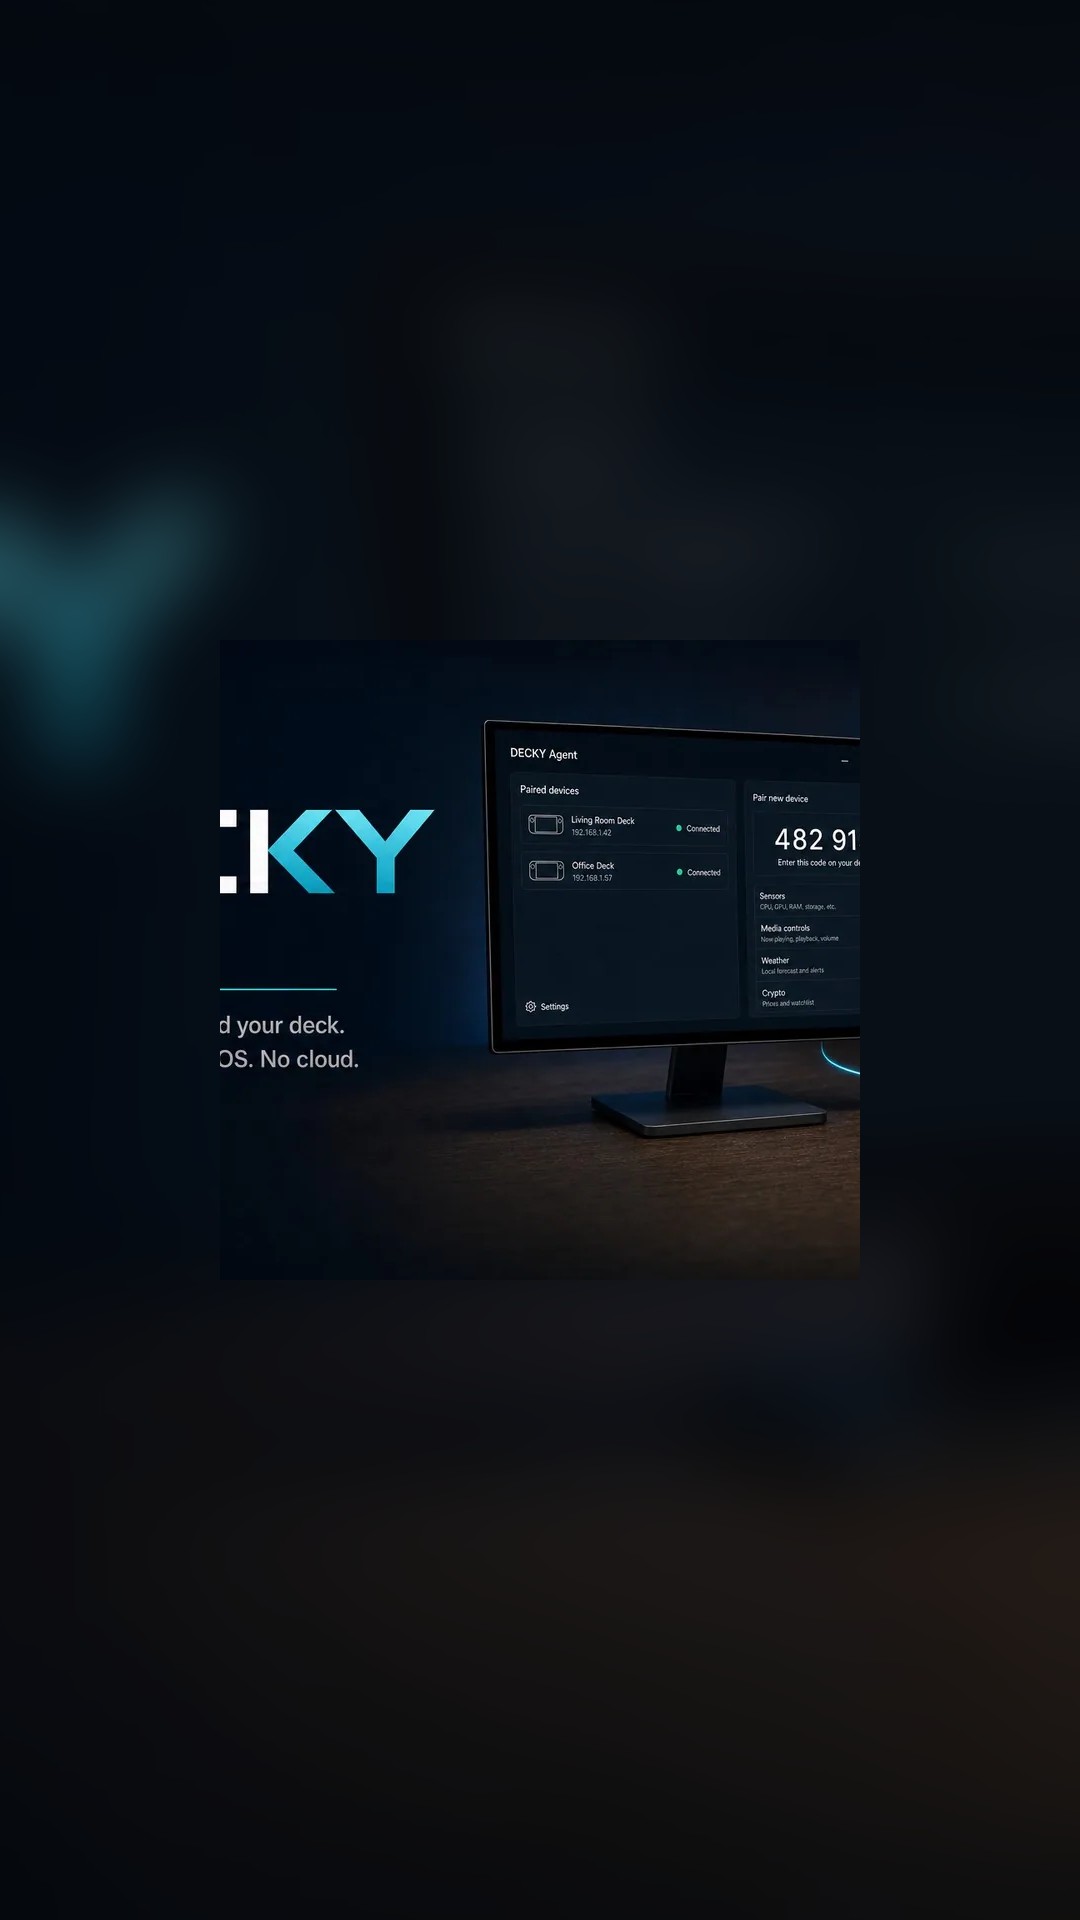 CKY
d your deck.
OS. No cloud.
DECKY Agent
Paired devices
Living Room Deck
192.168.1.42
Connected
Office Deck
192.168.1.57
Connected
Settings
Pair new device
482 91
Enter this code on your de
Sensors
CPU, GPU, RAM, storage, etc.
Media controls
Now playing, playback, volume
Weather
Local forecast and alerts
Crypto
Prices and watchlist